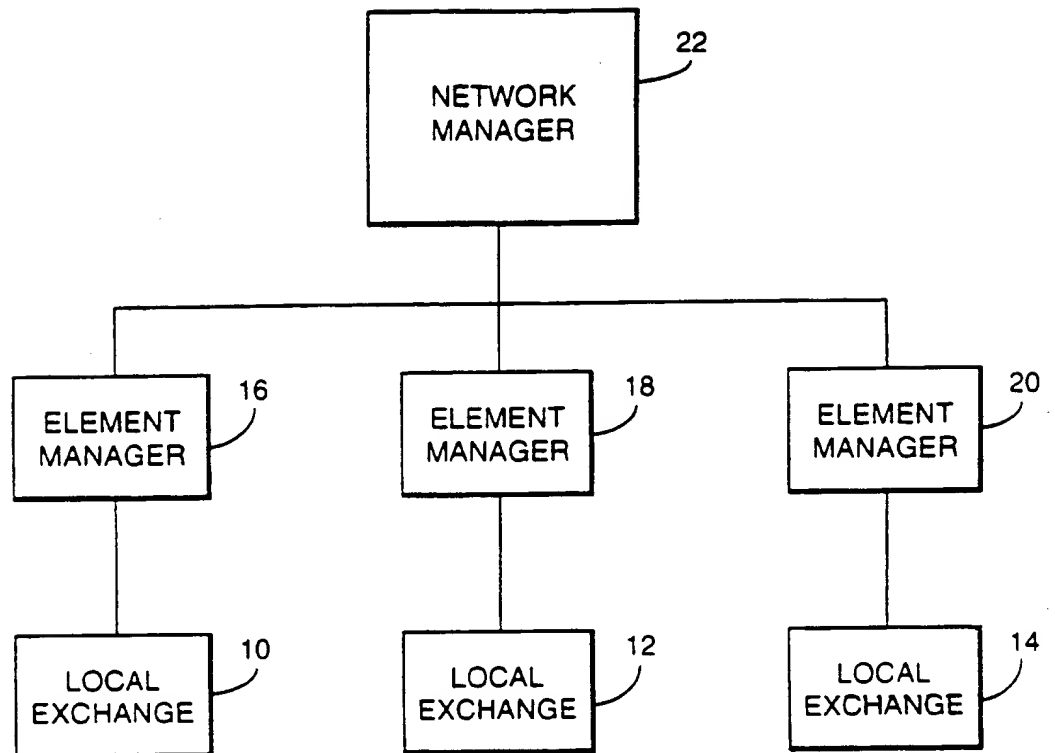 22
NETWORK
MANAGER
16
ELEMENT
MANAGER
18
ELEMENT
MANAGER
20
ELEMENT
MANAGER
10
LOCAL
EXCHANGE
12
LOCAL
EXCHANGE
14
LOCAL
EXCHANGE